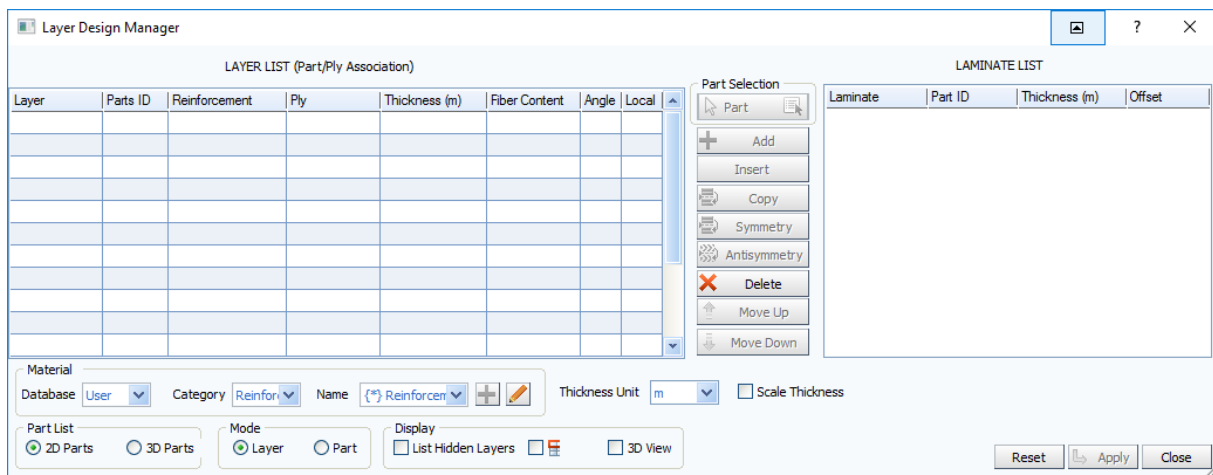 Layer Design Manager ?
LAYER LIST (Part/Ply Association)
LAMINATE LIST
Layer Parts ID Reinforcement Ply Thickness (m) Fiber Content Angle Local
Part Selection
Part
Add
Insert
Copy
Symmetry
Antisymmetry
Delete
Move Up
Move Down
Laminate Part ID Thickness (m) Offset
Material
Database User Category Reinfor Name {*} Reinforcem
Thickness Unit m Scale Thickness
Part List
2D Parts 3D Parts
Mode
Layer Part
Display
List Hidden Layers 3D View
Reset Apply Close